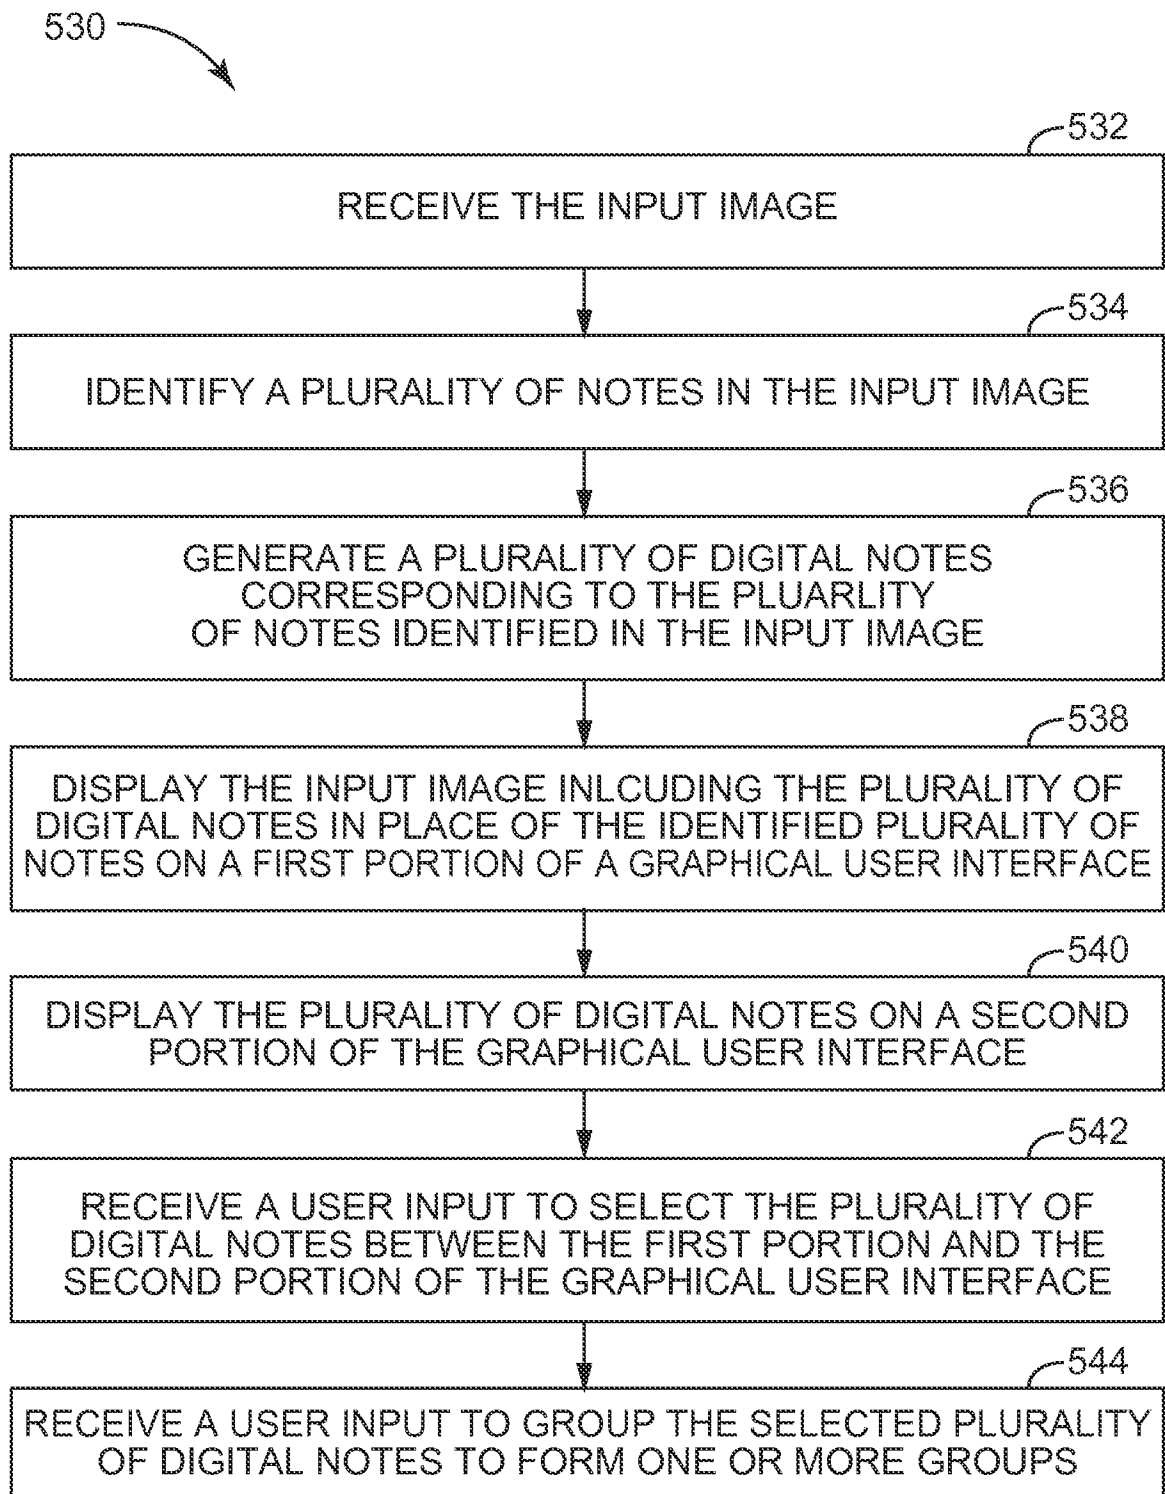 530
532
RECEIVE THE INPUT IMAGE
534
IDENTIFY A PLURALITY OF NOTES IN THE INPUT IMAGE
536
GENERATE A PLURALITY OF DIGITAL NOTES
CORRESPONDING TO THE PLUARLITY
OF NOTES IDENTIFIED IN THE INPUT IMAGE
538
DISPLAY THE INPUT IMAGE INLCUDING THE PLURALITY OF
DIGITAL NOTES IN PLACE OF THE IDENTIFIED PLURALITY OF
NOTES ON A FIRST PORTION OF A GRAPHICAL USER INTERFACE
540
DISPLAY THE PLURALITY OF DIGITAL NOTES ON A SECOND
PORTION OF THE GRAPHICAL USER INTERFACE
542
RECEIVE A USER INPUT TO SELECT THE PLURALITY OF
DIGITAL NOTES BETWEEN THE FIRST PORTION AND THE
SECOND PORTION OF THE GRAPHICAL USER INTERFACE
544
RECEIVE A USER INPUT TO GROUP THE SELECTED PLURALITY
OF DIGITAL NOTES TO FORM ONE OR MORE GROUPS